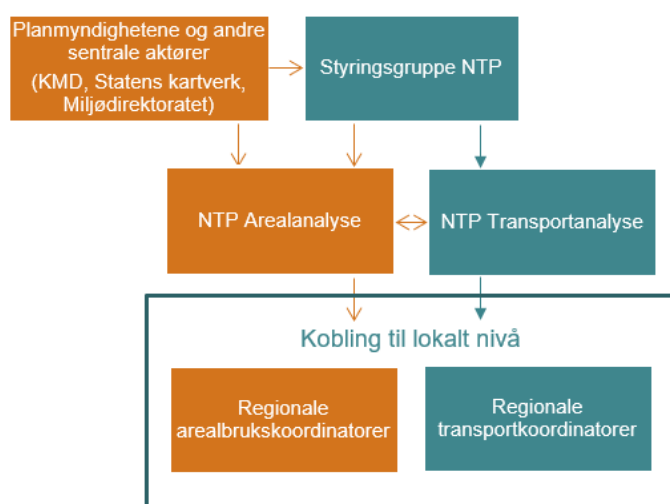 Planmyndighetene og andre
sentrale aktører
(KMD, Statens kartverk,
Miljødirektoratet)
Styringsgruppe NTP
NTP Arealanalyse
NTP Transportanalyse
Kobling til lokalt nivå
Regionale
arealbrukskoordinatorer
Regionale
transportkoordinatorer